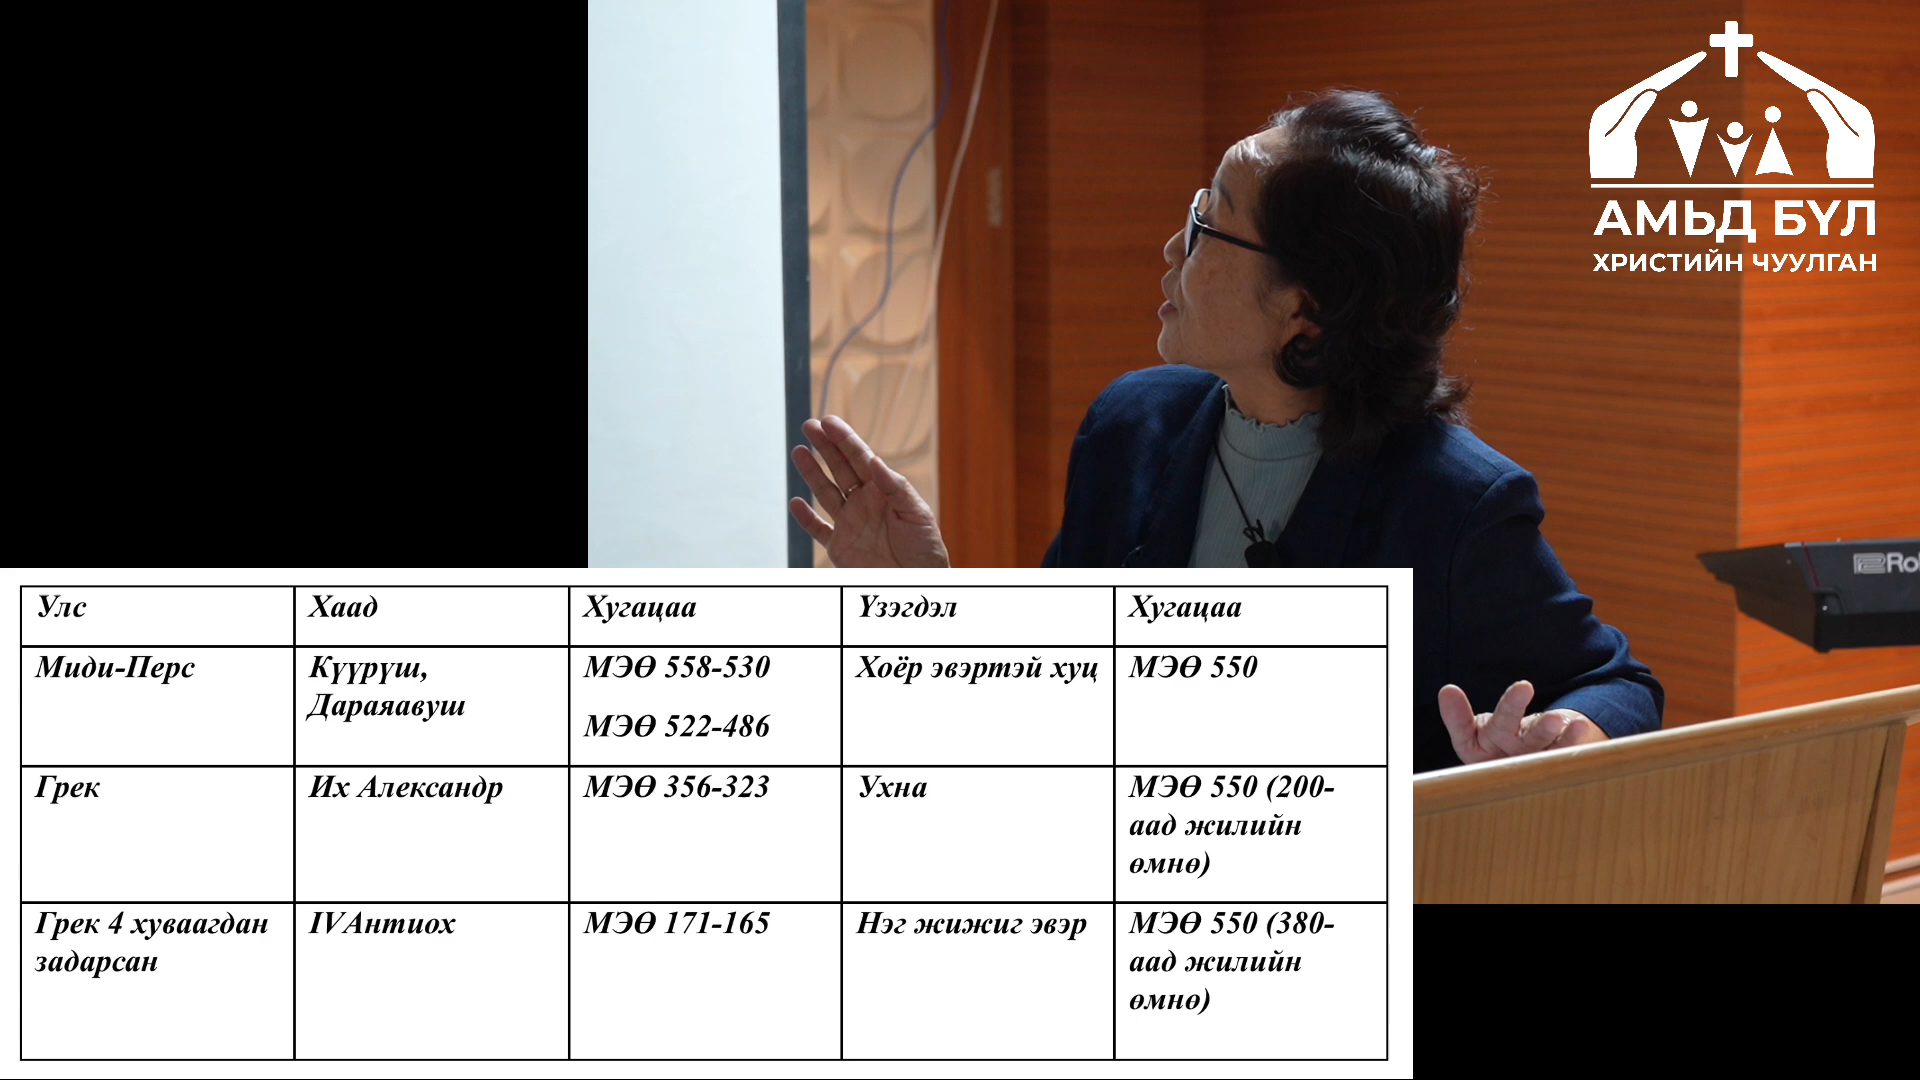 АМЬД БҮЛ
ХРИСТИЙН ЧУУЛГАН
Улс
Хаад
Хугацаа
Үзэгдэл
Хугацаа
Миди-Перс
Күүрүш,
Дараяавуш
МЭӨ 558-530
МЭӨ 522-486
Хоёр эвэртэй хуц
МЭӨ 550
Грек
Их Александр
МЭӨ 356-323
Ухна
МЭӨ 550 (200-
аад жилийн
өмнө)
Грек 4 хуваагдан
задарсан
IVАнтиох
МЭӨ 171-165
Нэг жижиг эвэр
МЭӨ 550 (380-
аад жилийн
өмнө)